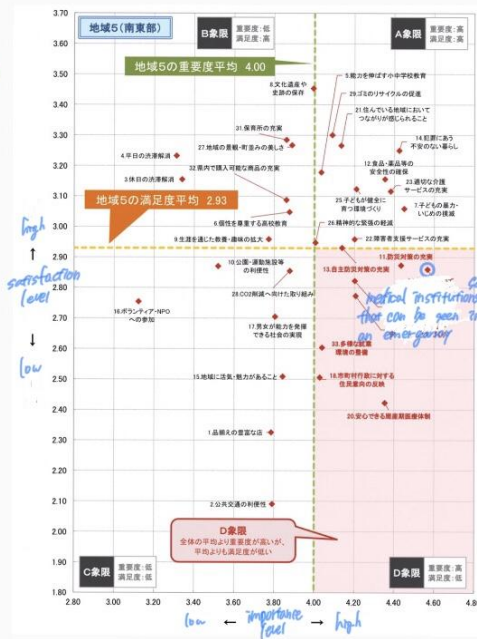 3.70
地域5(南東部)
B象限
重要度:低
満足度:高
A象限
重要度:高
満足度:高
3.60
地域5の重要度平均 4.00
8.文化遺産や
史跡の保存
5.能力を伸ばす小中学校教育
29.ゴミのリサイクルの促進
21.住んでいる地域において
つながりが感じられること
3.50
3.40
3.30
31.保育所の充実
27.地域の景観・町並みの美しさ
14.犯罪にあう
不安のない暮らし
4.平日の渋滞解消
32.県内で購入可能な商品の充実
12.食品・薬品等の
安全性の確保
3.20
3休日の渋滞解消
23.適切な介護
サービスの充実
3.10
25.子どもが健全に
育つ環境づくり
7.子どもの暴力・
いじめの撲滅
地域5の満足度平均 2.93
6.個性を尊重する高校教育
26.精神的な緊張の軽減
3.00
9.生涯を通じた教養・趣味の拡大
22.障害者支援サービスの充実
high
2.90
10.公園・運動施設等
の利便性
11.防災対策の充実
13.自主防災対策の充実
satisfaction
level
2.80
28.CO2削減へ向けた取り組み
medical institutions
that can be seen in
an emergency
16.ボランティア・NPO
への参加
17.男女が能力を発揮
できる社会の実現
2.70
low
2.60
33.多様な就業
環境の整備
2.50
15.地域に活気・魅力があること
18.市町村行政に対する
住民意向の反映
2.40
20.安心できる周産期医療体制
1.品揃えの豊富な店
2.30
2.20
2.10
2.公共交通の利便性
2.00
D象限
全体の平均より重要度が高いが、
平均よりも満足度が低い
1.90
C象限
重要度:低
満足度:低
D象限
重要度:高
満足度:低
1.80
2.80 3.00 3.20 3.40 3.60 3.80 4.00 4.20 4.40 4.60 4.80
low ← importance → high
level